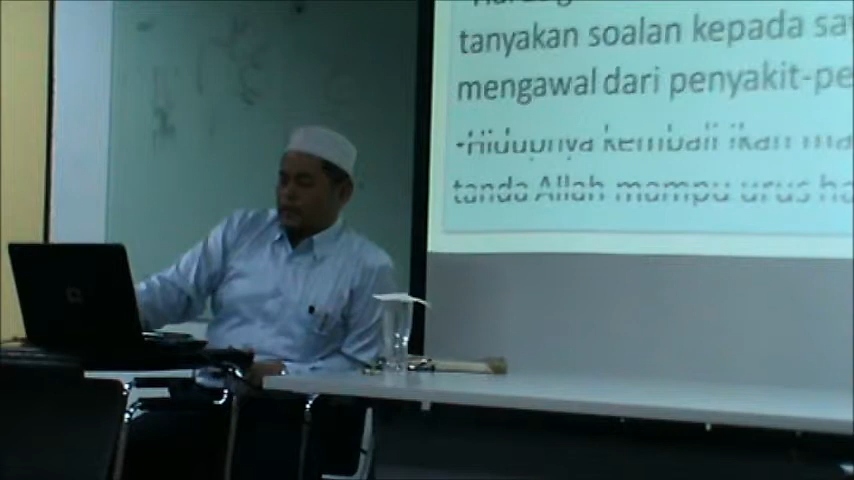 tanyakan soalan kepada
mengawal dari penyakit-
•Hidupnya kembali ikan
tanda Allah mampu urus